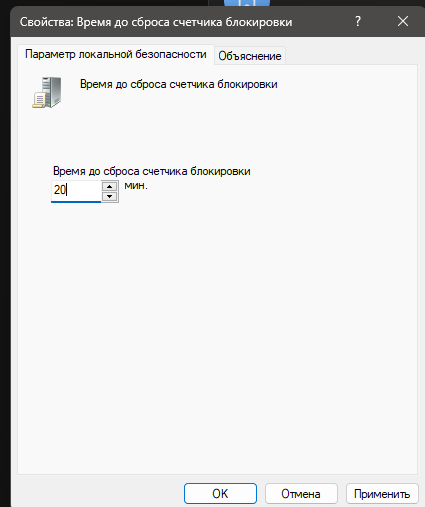 Свойства: Время до сброса счетчика блокировки
Параметр локальной безопасности
Объяснение
Время до сброса счетчика блокировки
Время до сброса счетчика блокировки
20
мин.
OK
Отмена
Применить